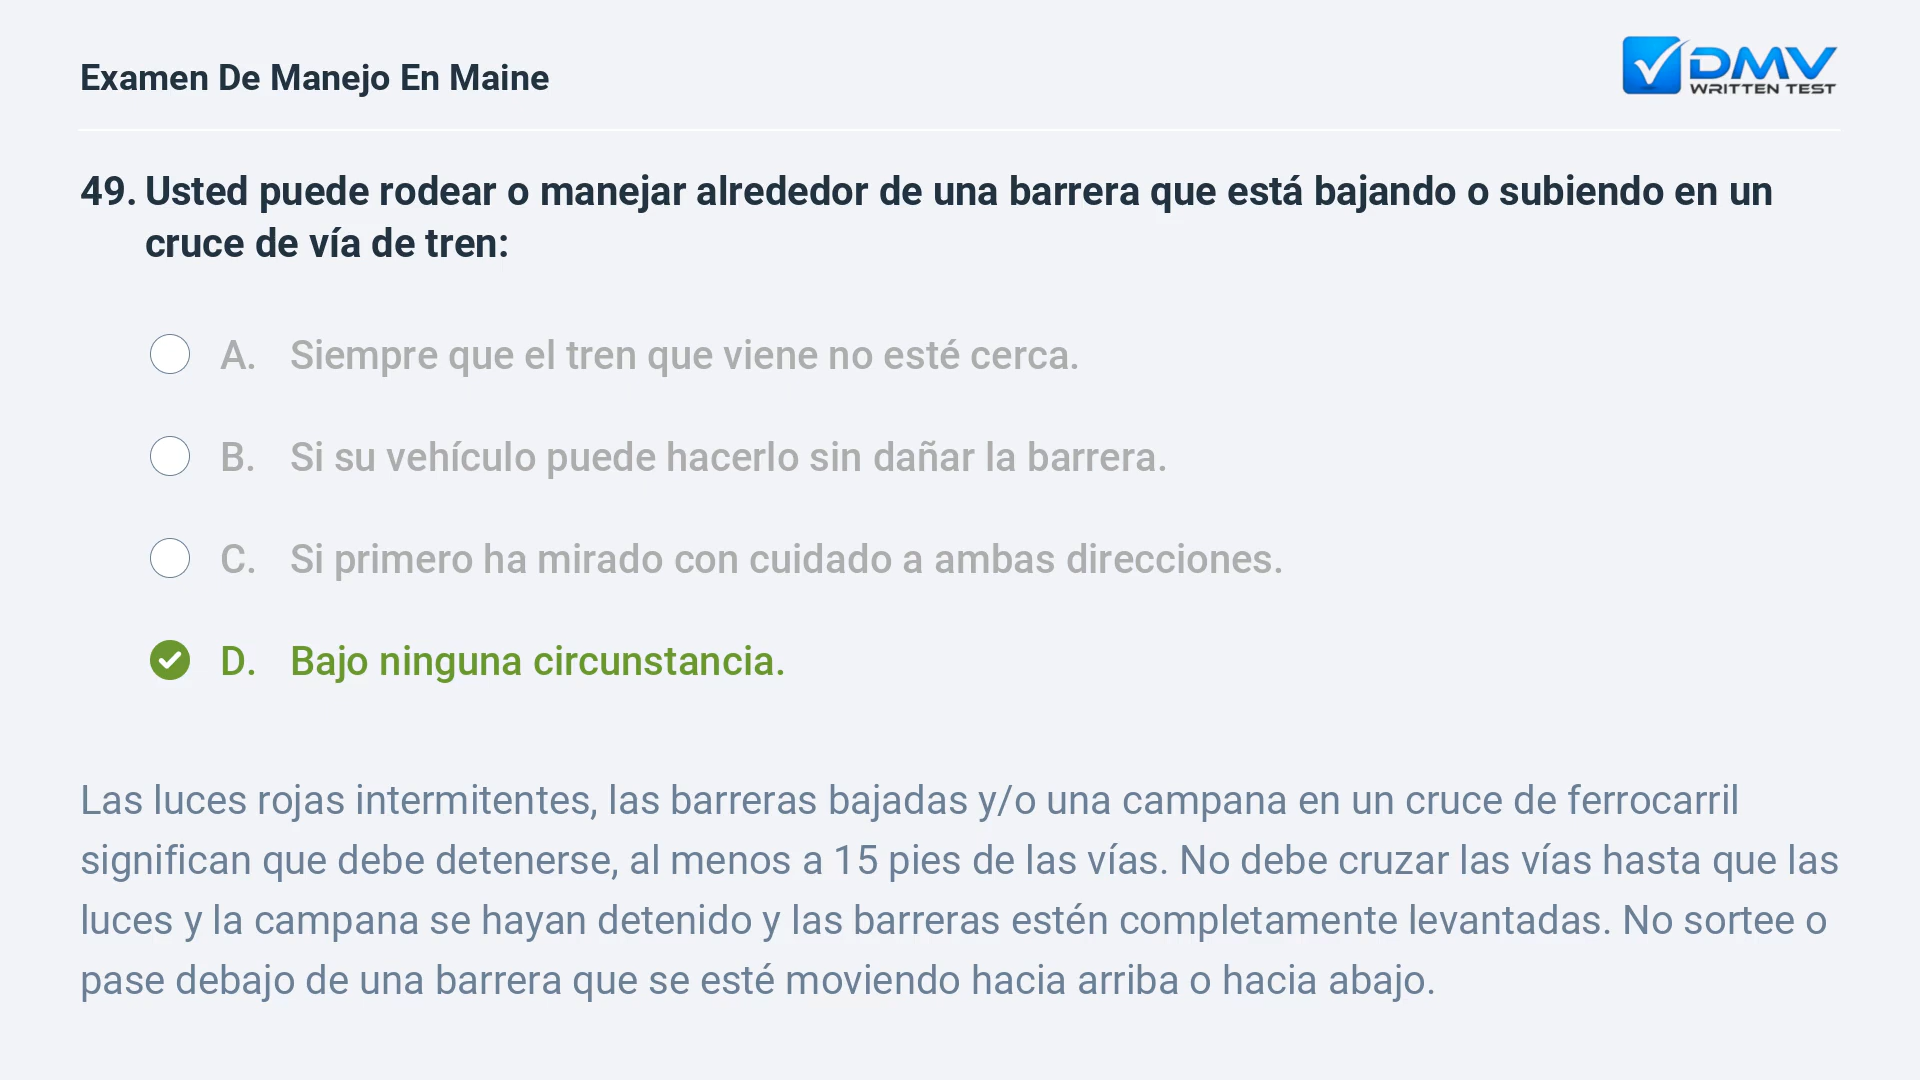 Examen De Manejo En Maine
DMV
WRITTEN TEST
49. Usted puede rodear o manejar alrededor de una barrera que está bajando o subiendo en un
cruce de vía de tren:
A. Siempre que el tren que viene no esté cerca.
B. Si su vehículo puede hacerlo sin dañar la barrera.
C. Si primero ha mirado con cuidado a ambas direcciones.
D. Bajo ninguna circunstancia.
Las luces rojas intermitentes, las barreras bajadas y/o una campana en un cruce de ferrocarril
significan que debe detenerse, al menos a 15 pies de las vías. No debe cruzar las vías hasta que las
luces y la campana se hayan detenido y las barreras estén completamente levantadas. No sortee o
pase debajo de una barrera que se esté moviendo hacia arriba o hacia abajo.